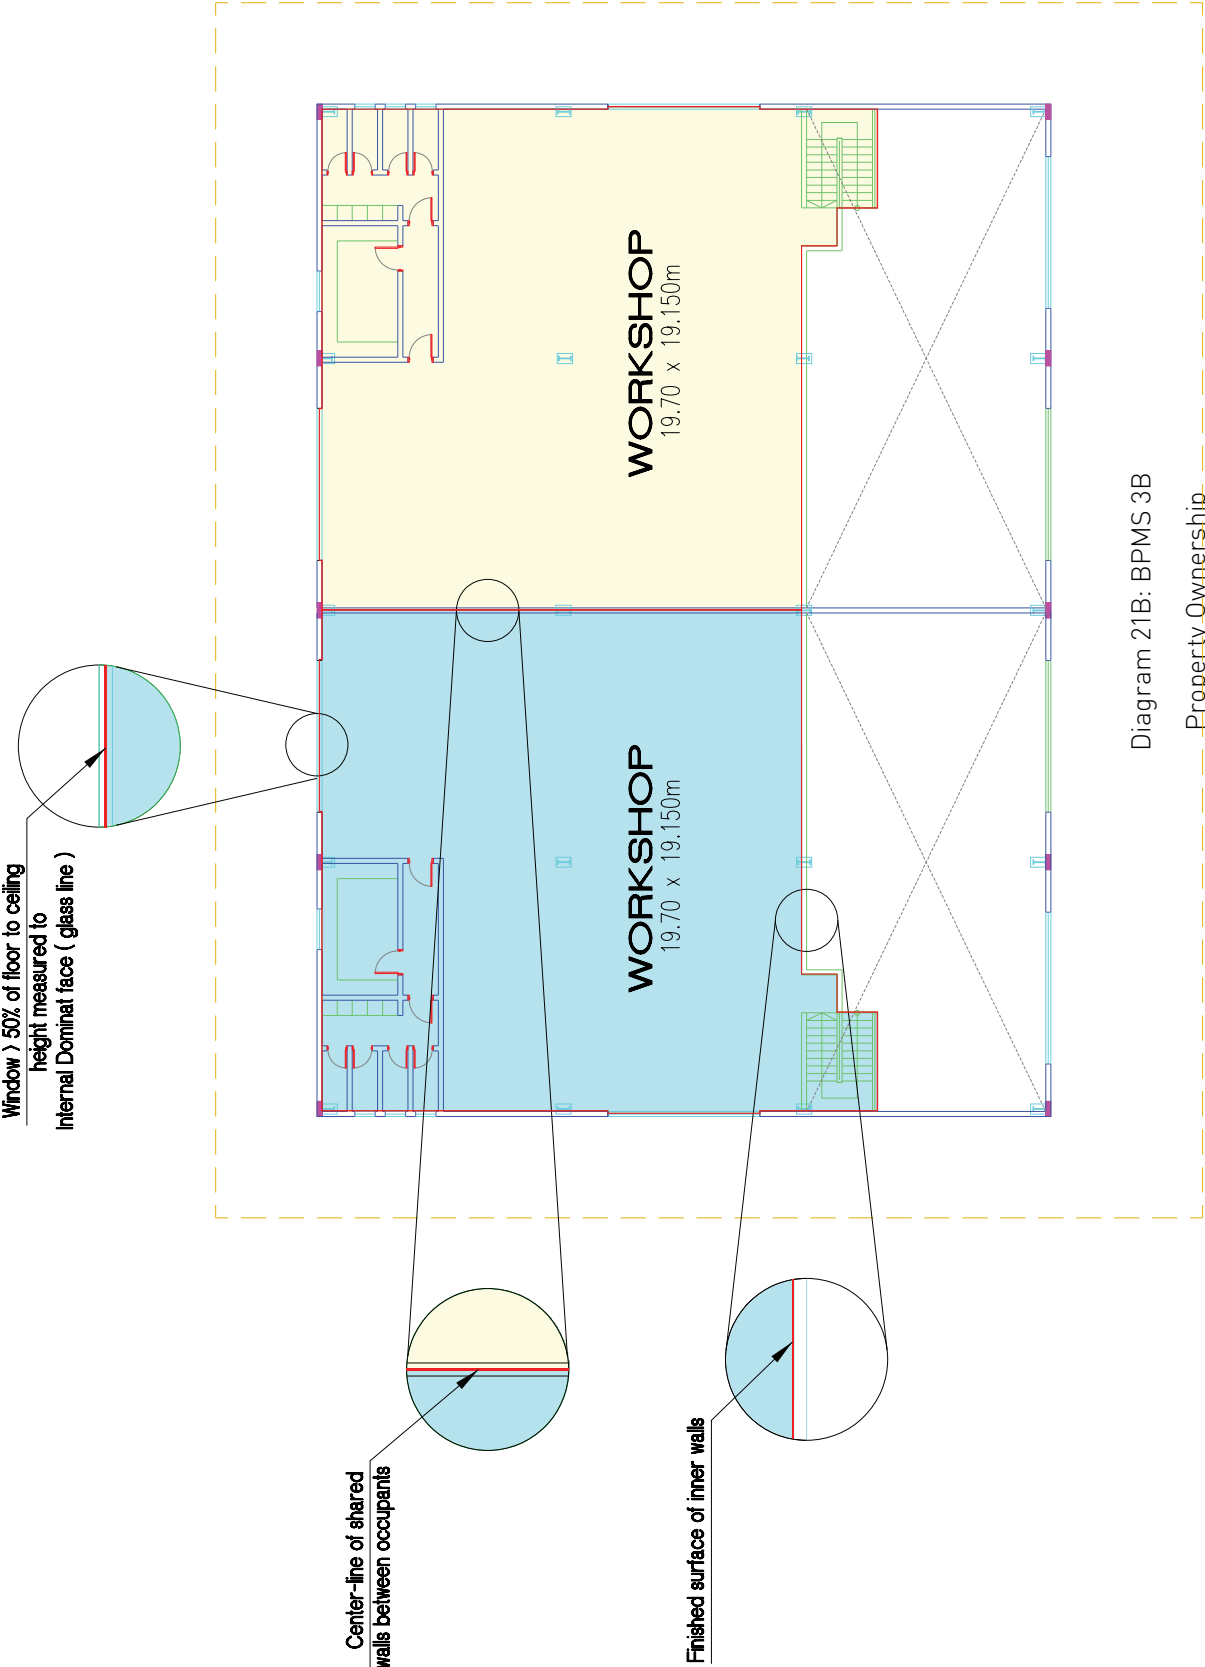 Window > 50% of floor to ceiling
height measured to
Internal Dominat face ( glass line )
Center-line of shared
walls between occupants
Finished surface of inner walls
WORKSHOP
19.70 x 19.150m
WORKSHOP
19.70 x 19.150m
Diagram 21B: BPMS 3B
Property Ownership